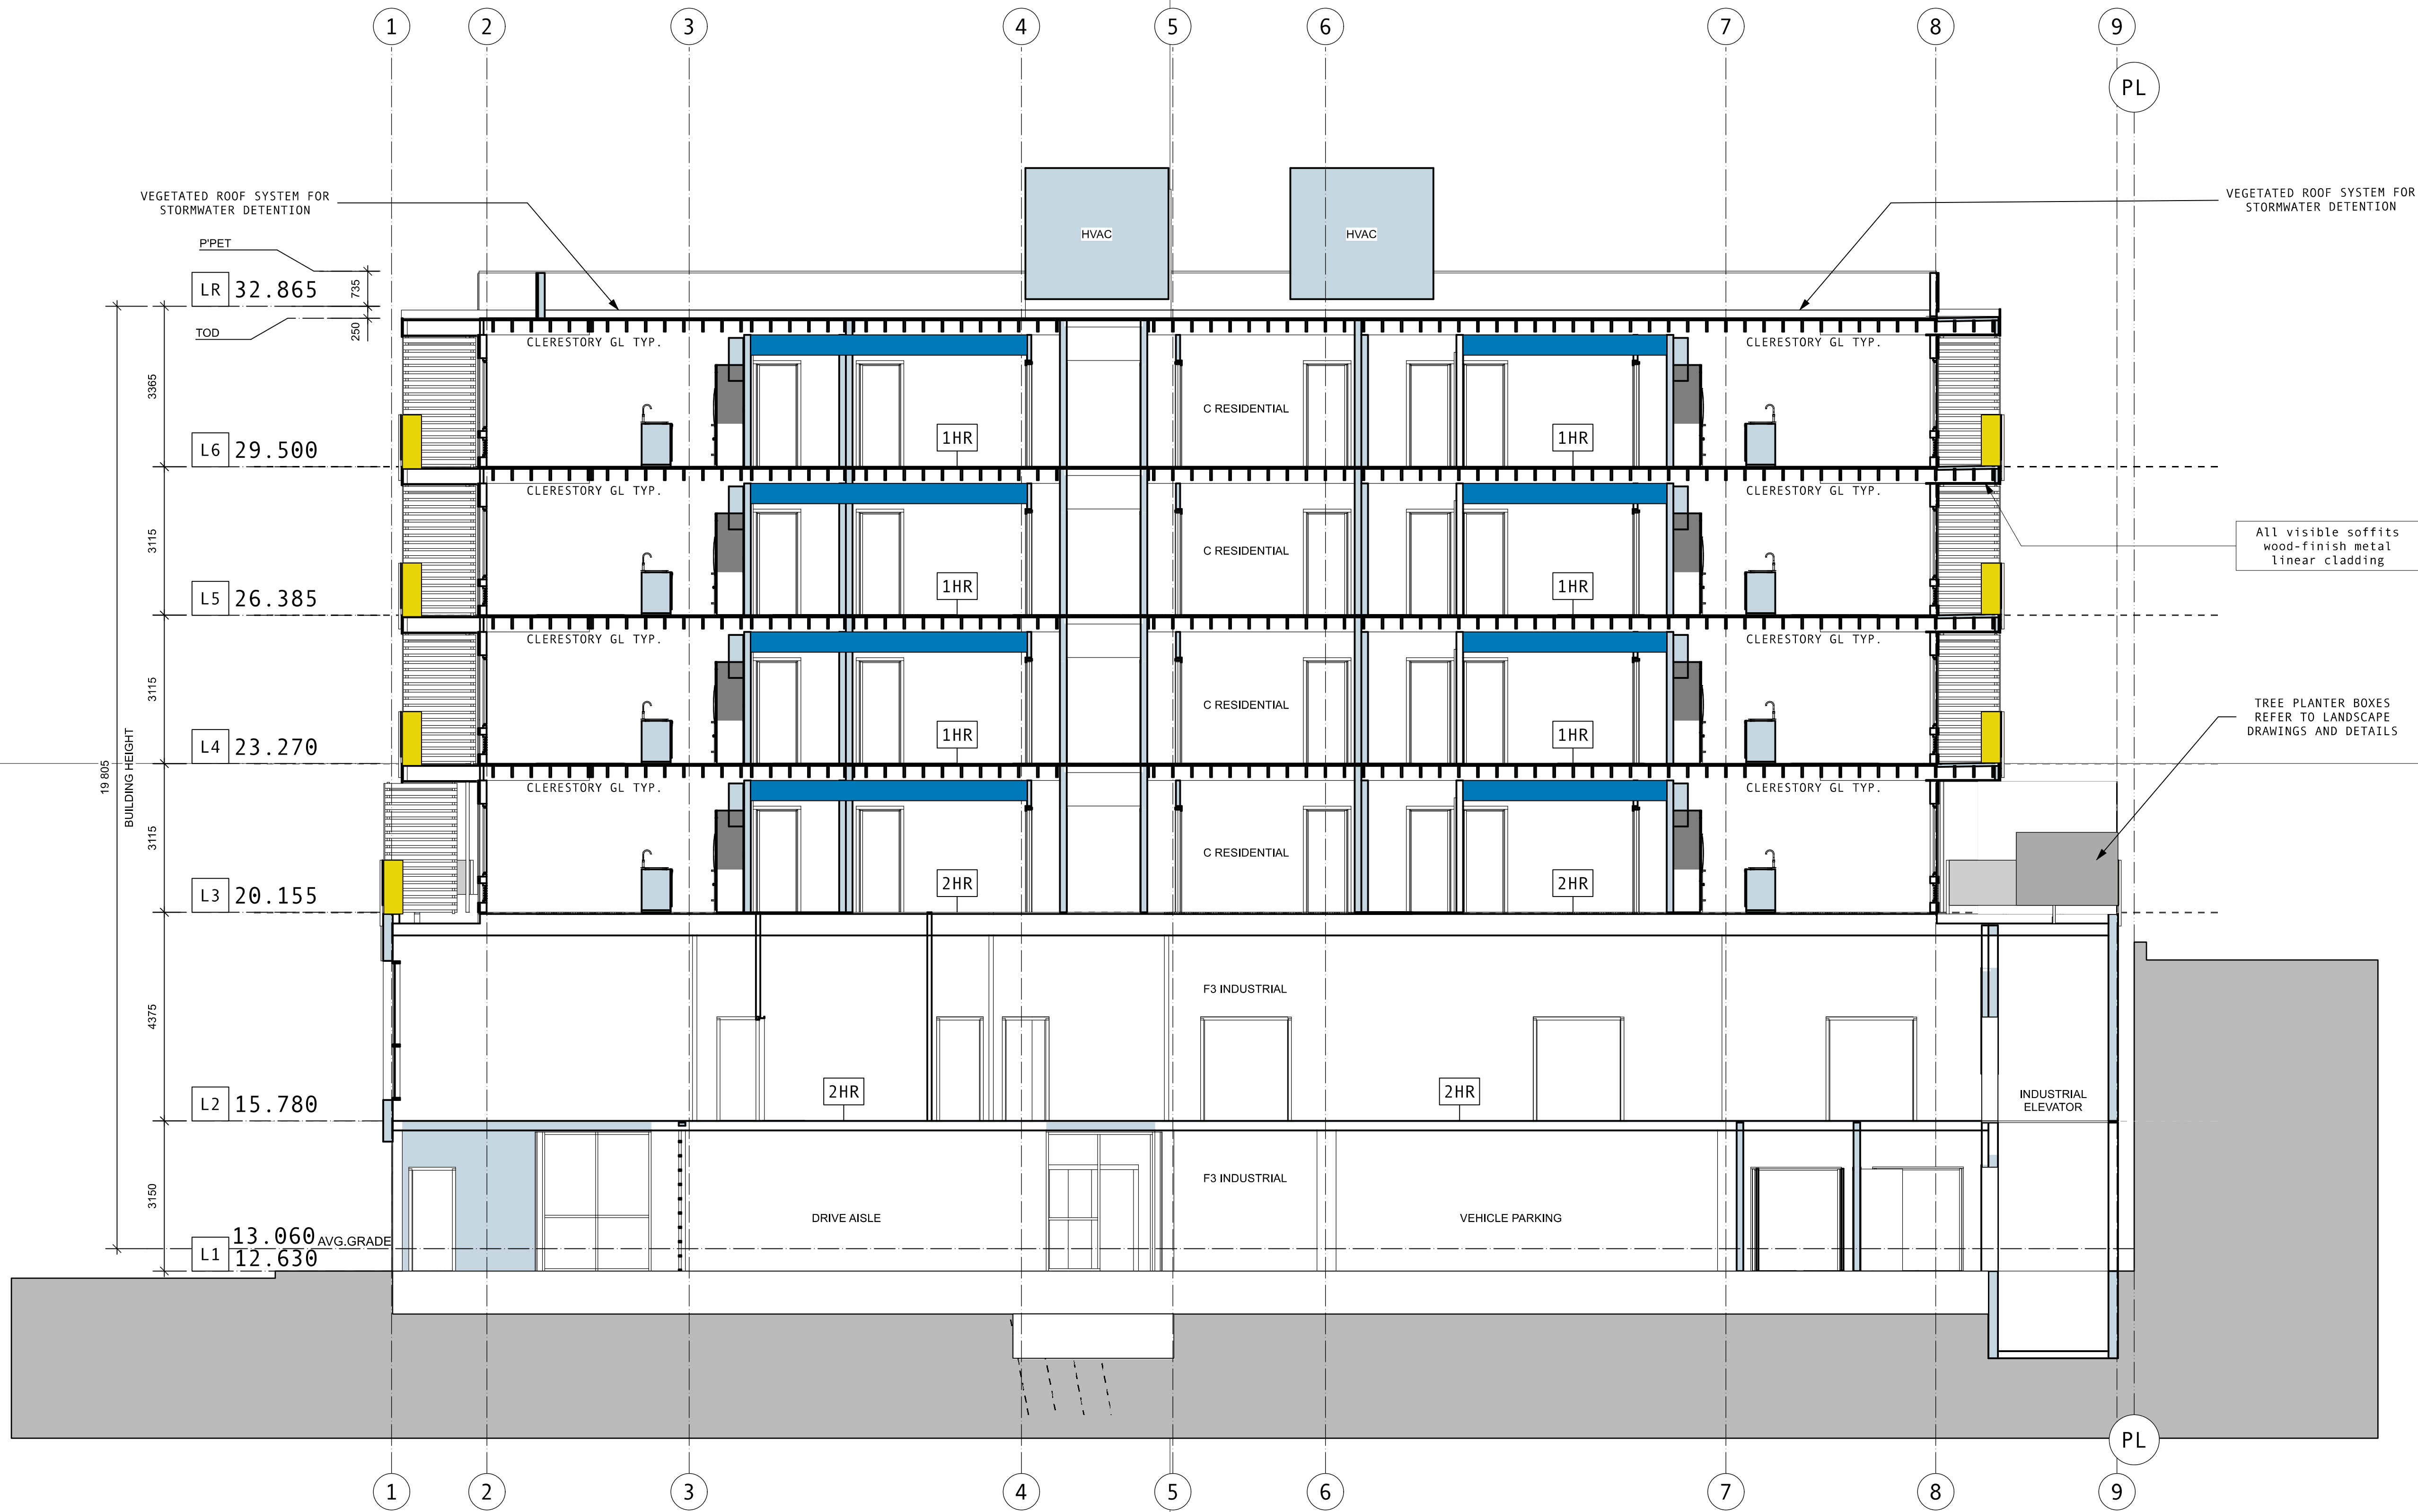 1 2 3 4 5 6 7 8 9
PL
VEGETATED ROOF SYSTEM FOR
STORMWATER DETENTION
VEGETATED ROOF SYSTEM FOR
STORMWATER DETENTION
HVAC
HVAC
P'PET
LR 32.865
735
TOD
250
CLERESTORY GL TYP.
CLERESTORY GL TYP.
3365
C RESIDENTIAL
1HR
1HR
L6 29.500
CLERESTORY GL TYP.
CLERESTORY GL TYP.
3115
C RESIDENTIAL
All visible soffits
wood-finish metal
linear cladding
1HR
1HR
L5 26.385
CLERESTORY GL TYP.
CLERESTORY GL TYP.
3115
C RESIDENTIAL
TREE PLANTER BOXES
REFER TO LANDSCAPE
DRAWINGS AND DETAILS
1HR
1HR
L4 23.270
19 805
BUILDING HEIGHT
CLERESTORY GL TYP.
CLERESTORY GL TYP.
3115
C RESIDENTIAL
2HR
2HR
L3 20.155
F3 INDUSTRIAL
4375
2HR
2HR
L2 15.780
INDUSTRIAL
ELEVATOR
F3 INDUSTRIAL
3150
DRIVE AISLE
VEHICLE PARKING
13.060 AVG.GRADE
L1 12.630
PL
1 2 3 4 5 6 7 8 9